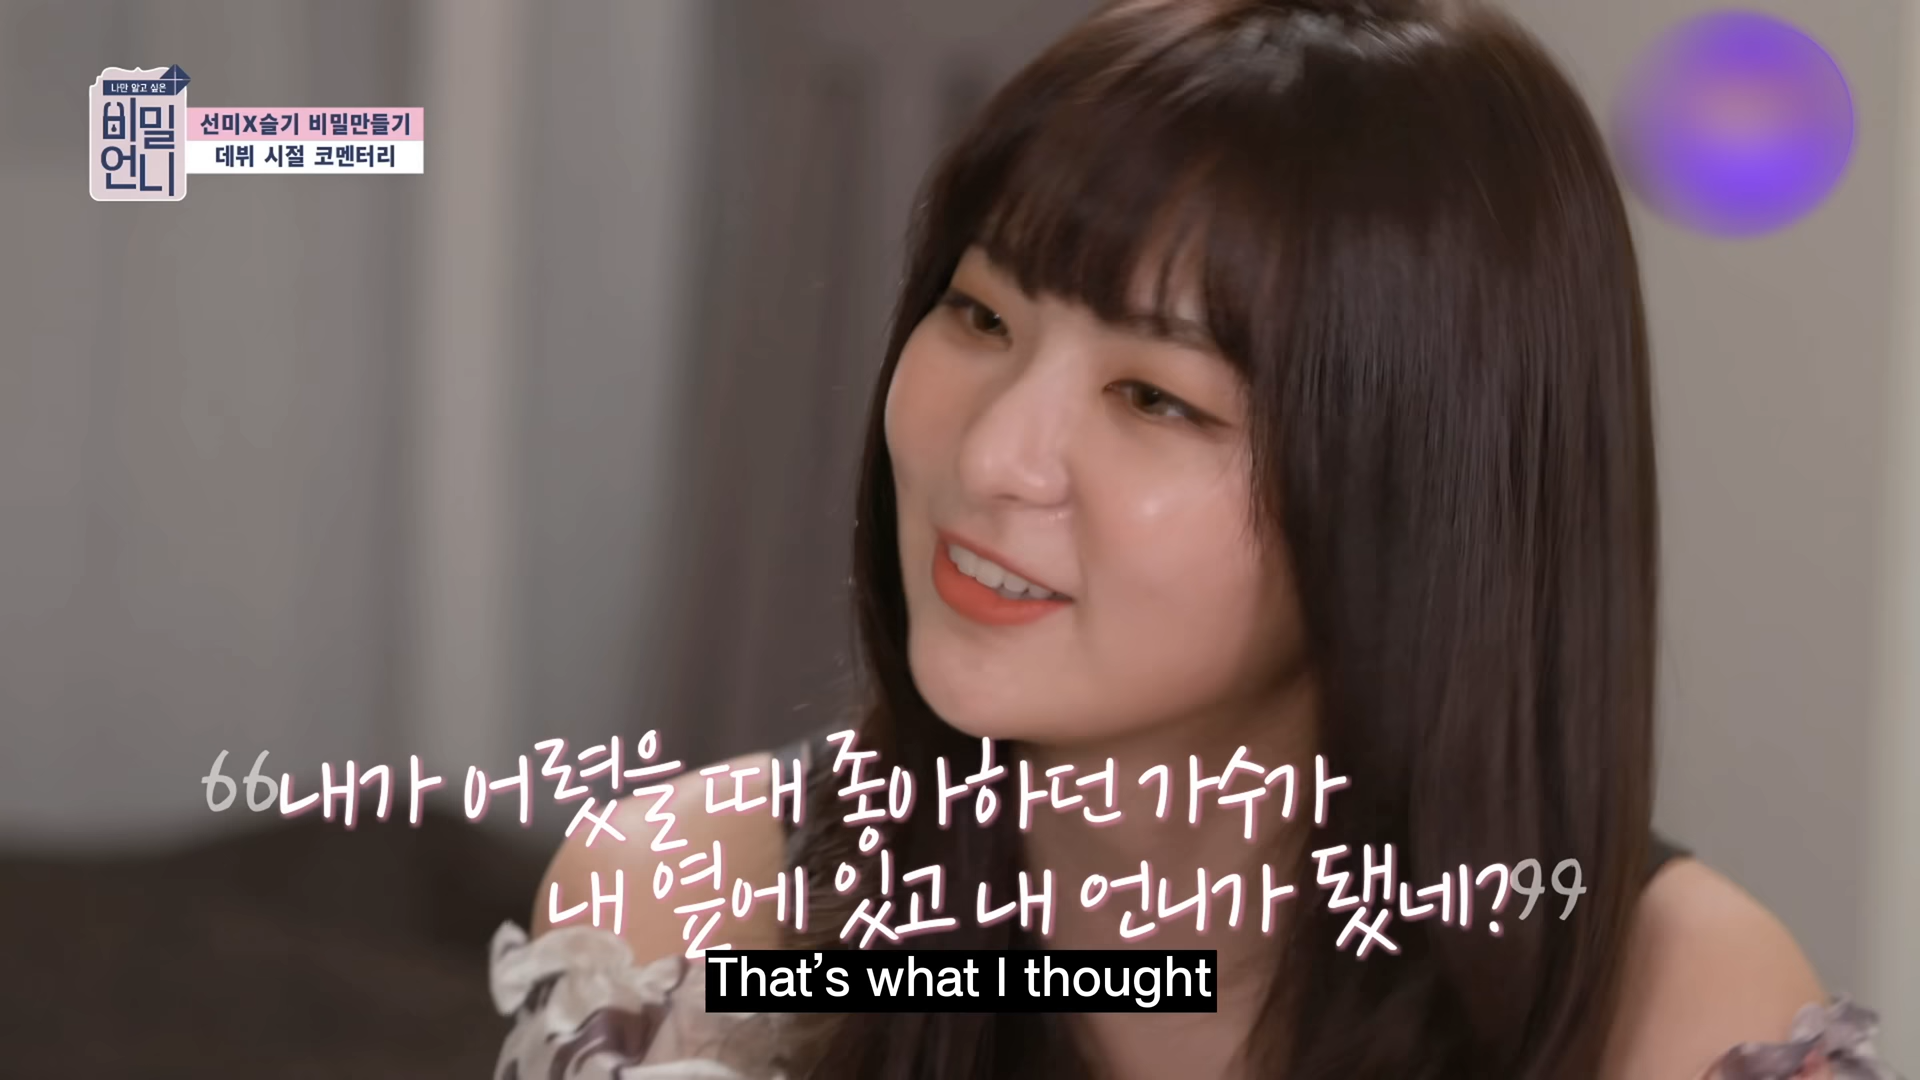 나만 알고 싶은
비밀
언니
선미X슬기 비밀만들기
데뷔 시절 코멘터리
“내가 어렸을 때 좋아하던 가수가
내 옆에 있고 내 언니가 됐네?”
That’s what I thought